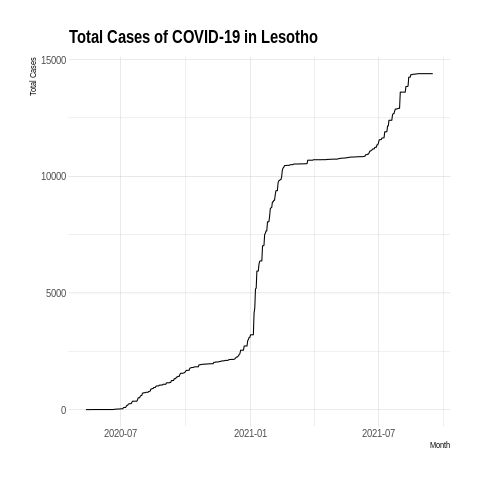 Total Cases of COVID-19 in Lesotho
Total Cases
15000
10000
5000
0
2020-07
2021-01
2021-07
Month